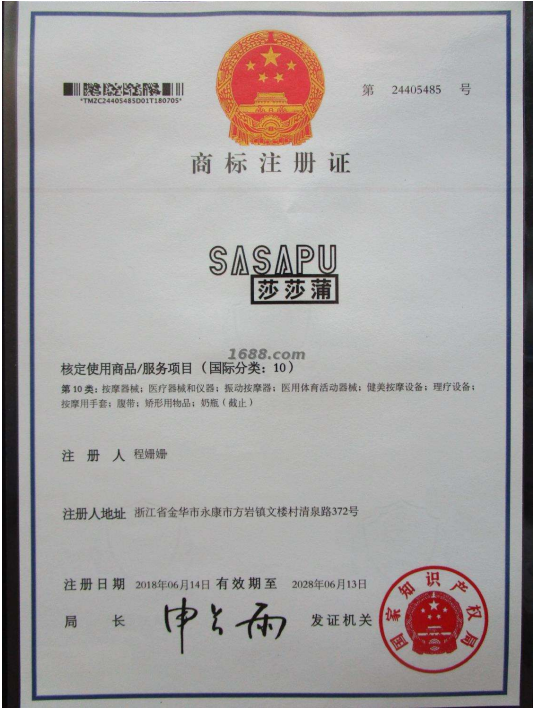 *TMZC24405485D01T180705*
第 24405485 号
商标注册证
SASAPU
莎莎蒲
1688.com
核定使用商品/服务项目（国际分类：10）
第 10 类：按摩器械；医疗器械和仪器；振动按摩器；医用体育活动器械；健美按摩设备；理疗设备；
按摩用手套；腹带；矫形用物品；奶瓶（截止）
注 册 人 程姗姗
注册人地址 浙江省金华市永康市方岩镇文楼村清泉路372号
注册日期 2018年06月14日 有效期至 2028年06月13日
局 长 申长雨 发证机关
国家知识产权局